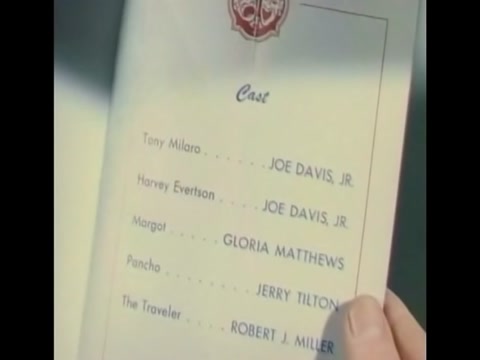 Cast
Tony Milaro . . . . . . JOE DAVIS, JR.
Harvey Evertson . . . . JOE DAVIS, JR.
Margot . . . . . GLORIA MATTHEWS
Pancho . . . . . . . . JERRY TILTON
The Traveler . . . . ROBERT J. MILLER